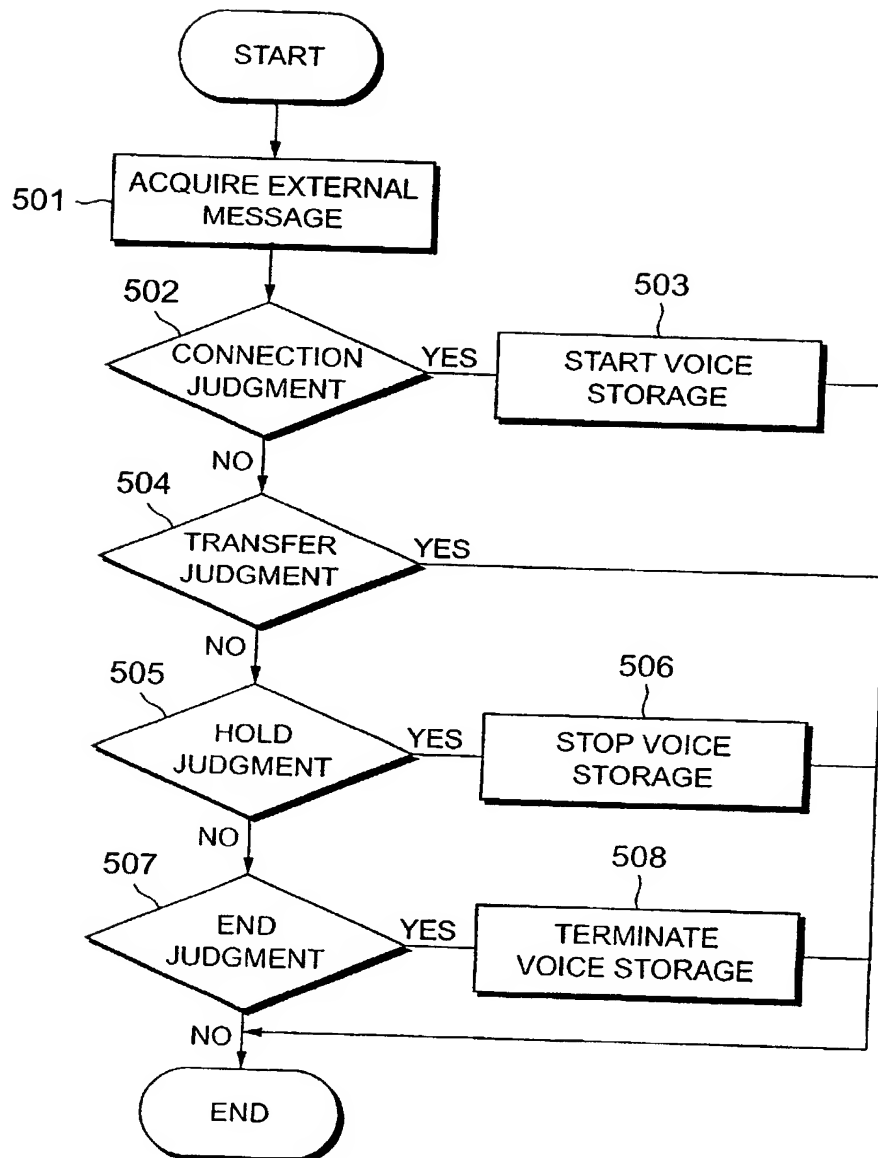 START
501
ACQUIRE EXTERNAL
MESSAGE
502
CONNECTION
JUDGMENT
YES
503
START VOICE
STORAGE
NO
504
TRANSFER
JUDGMENT
YES
NO
505
HOLD
JUDGMENT
YES
506
STOP VOICE
STORAGE
NO
507
END
JUDGMENT
YES
508
TERMINATE
VOICE STORAGE
NO
END